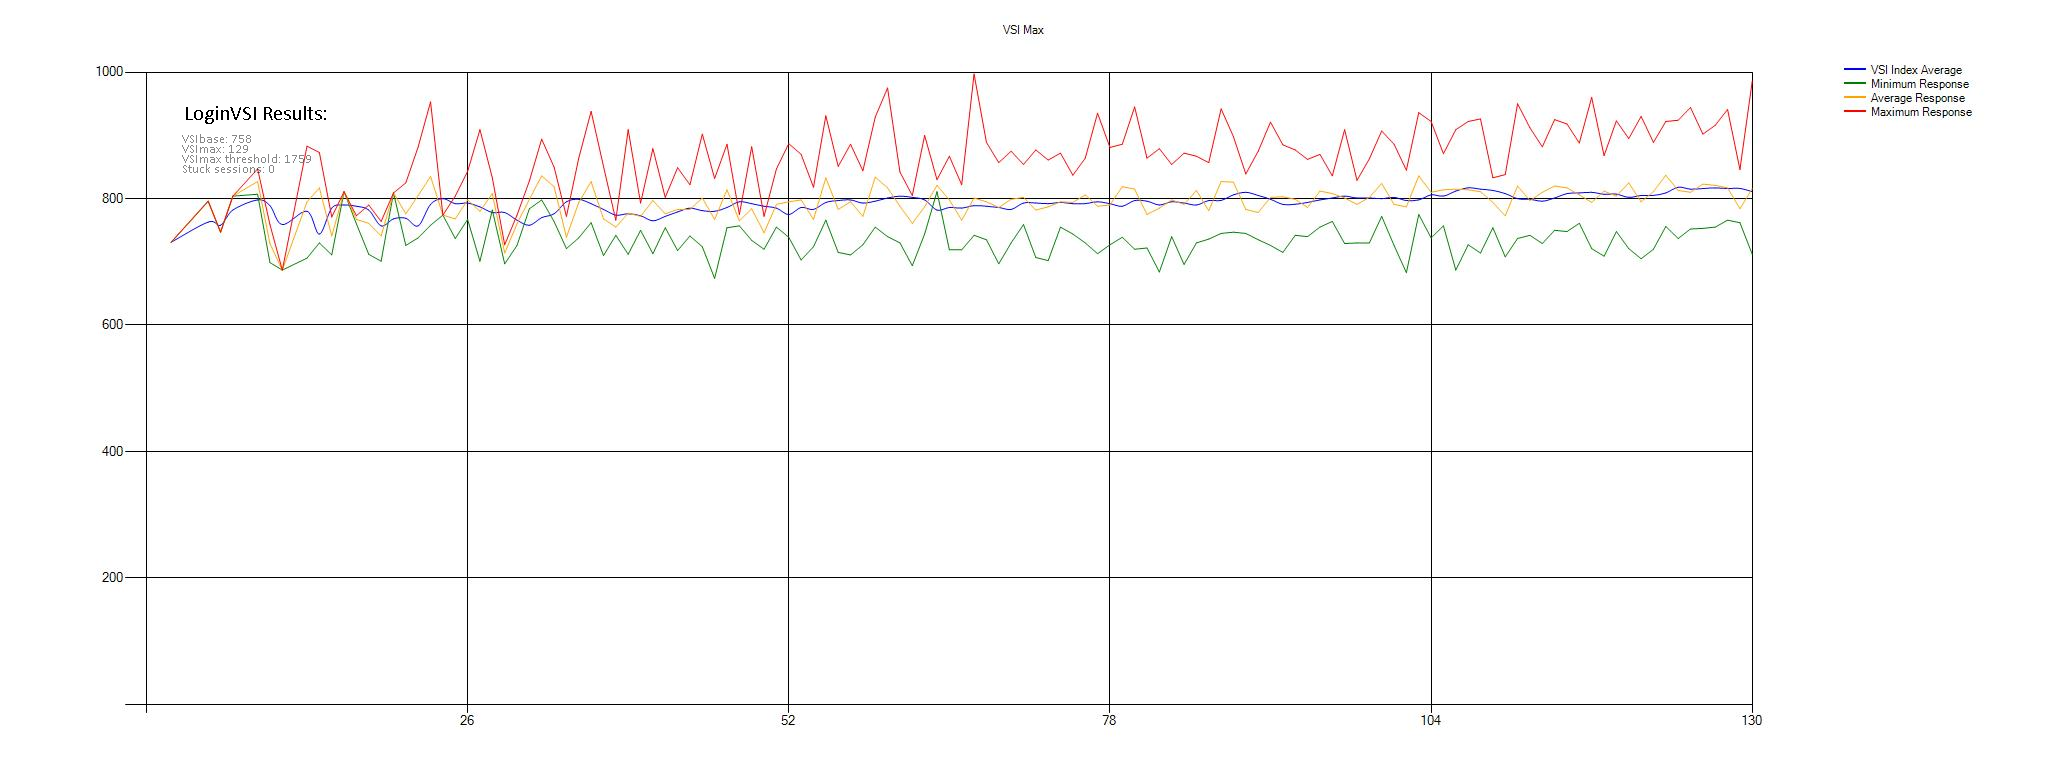 VSI Max
1000
800
600
400
200
LoginVSI Results:
VSIbase: 758
VSImax: 129
VSImax threshold: 1759
Stuck sessions: 0
VSI Index Average
Minimum Response
Average Response
Maximum Response
26 52 78 104 130